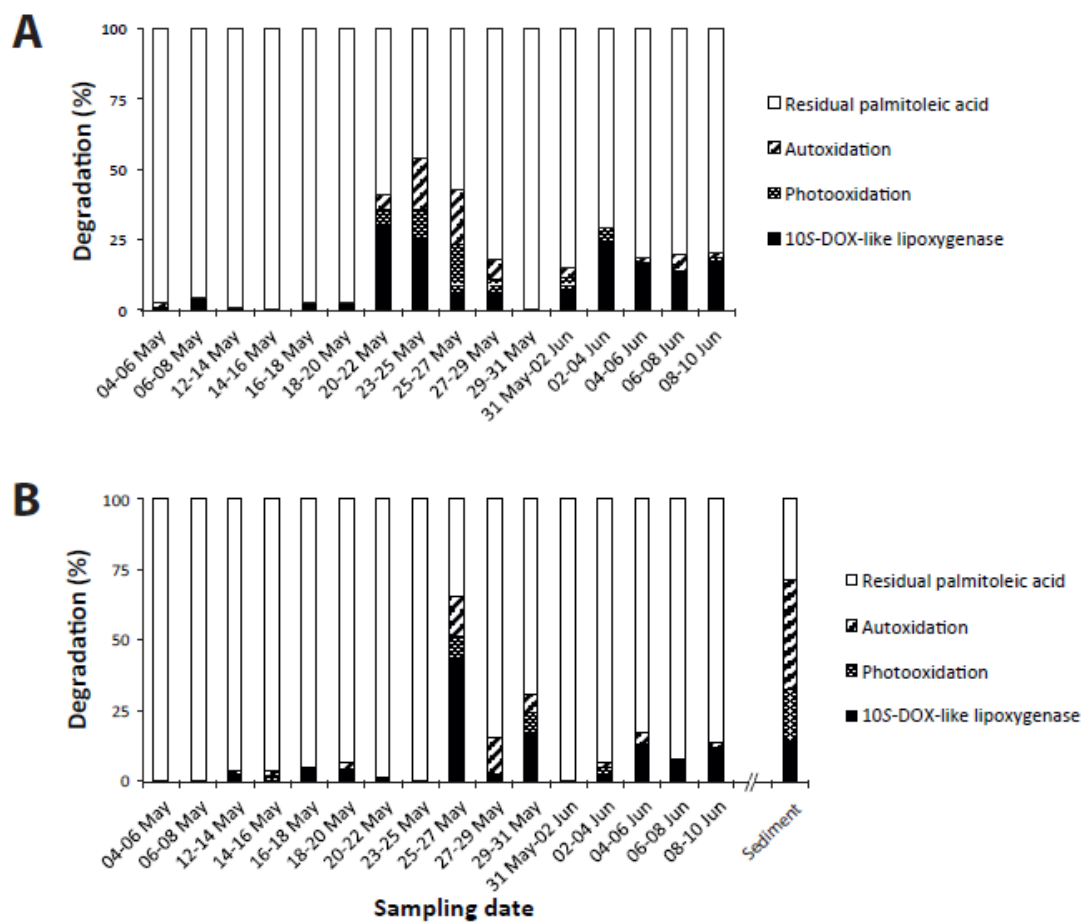 A
Degradation (%)
100
75
50
25
0
Residual palmitoleic acid
Autoxidation
Photooxidation
10S-DOX-like lipoxygenase
04-06 May
06-08 May
12-14 May
14-16 May
16-18 May
18-20 May
20-22 May
23-25 May
25-27 May
27-29 May
29-31 May
31 May-02 Jun
02-04 Jun
04-06 Jun
06-08 Jun
08-10 Jun
B
Degradation (%)
100
75
50
25
0
Residual palmitoleic acid
Autoxidation
Photooxidation
10S-DOX-like lipoxygenase
04-06 May
06-08 May
12-14 May
14-16 May
16-18 May
18-20 May
20-22 May
23-25 May
25-27 May
27-29 May
29-31 May
31 May-02 Jun
02-04 Jun
04-06 Jun
06-08 Jun
08-10 Jun
Sediment
Sampling date